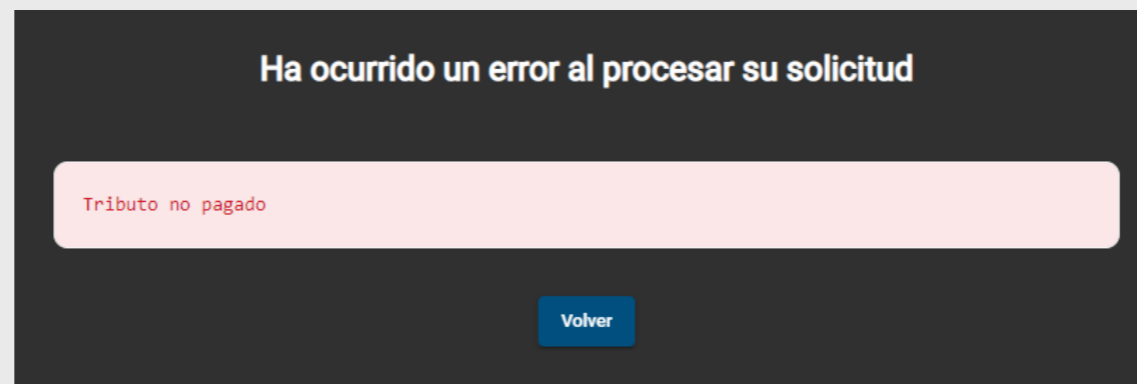 Ha ocurrido un error al procesar su solicitud
Tributo no pagado
Volver